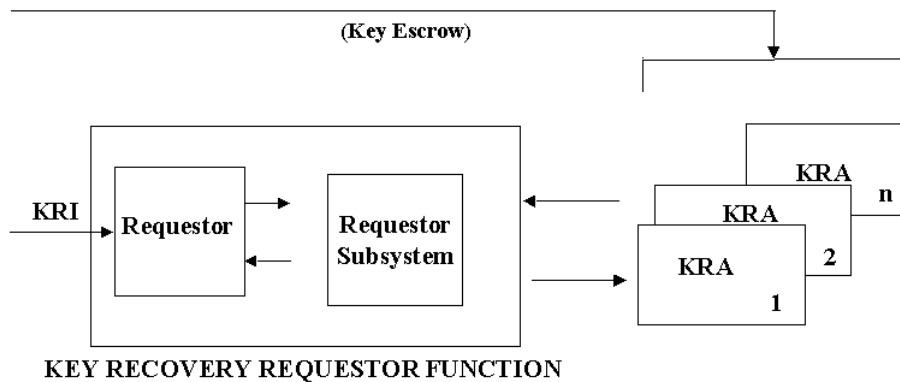 (Key Escrow)
KRA
n
KRI
Requestor
Requestor
Subsystem
KRA
2
KRA
1
KEY RECOVERY REQUESTOR FUNCTION